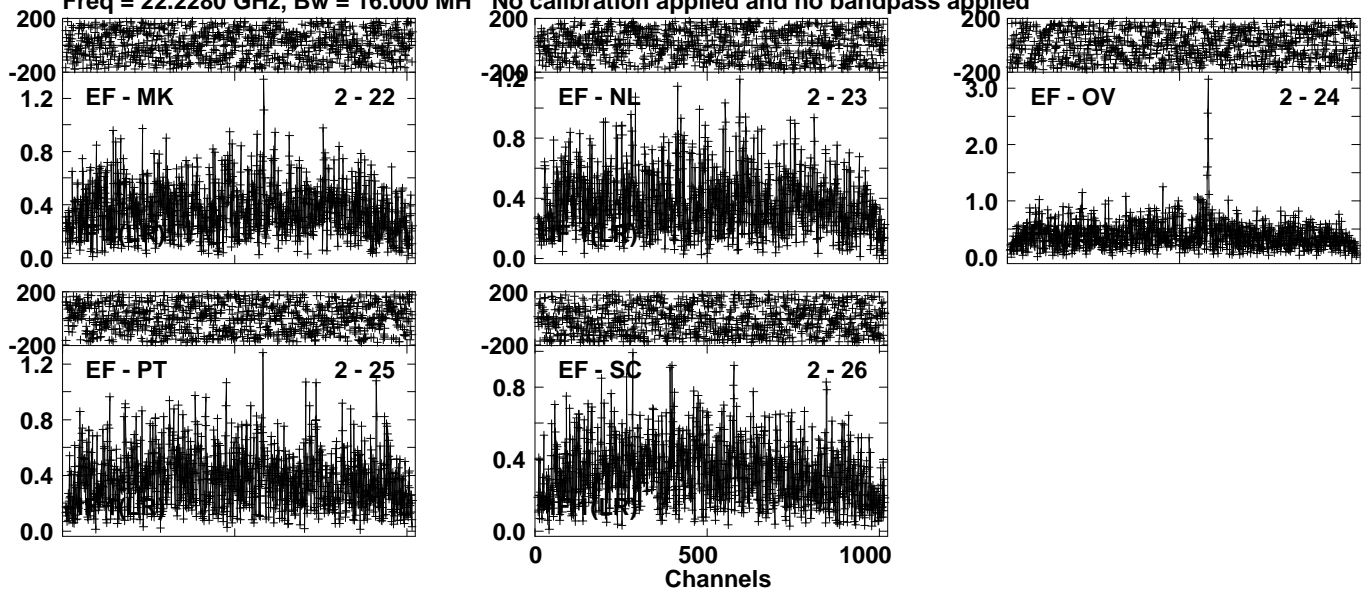 Freq = 22.2280 GHz, Bw = 16.000 MH No calibration applied and no bandpass applied
200 200 200
-200 -200 -200
EF - MK 2 - 22 EF - NL 2 - 23 EF - OV 2 - 24
1.2 1.2 3.0
0.8 0.8 2.0
0.4 0.4 1.0
(LR)
0.0 0.0 0.0
200 200
-200 -200
EF - PT 2 - 25 EF - SC 2 - 26
1.2
0.8 0.8
0.4 0.4
(LR) (LR)
0.0 0.0
0 500 1000
Channels